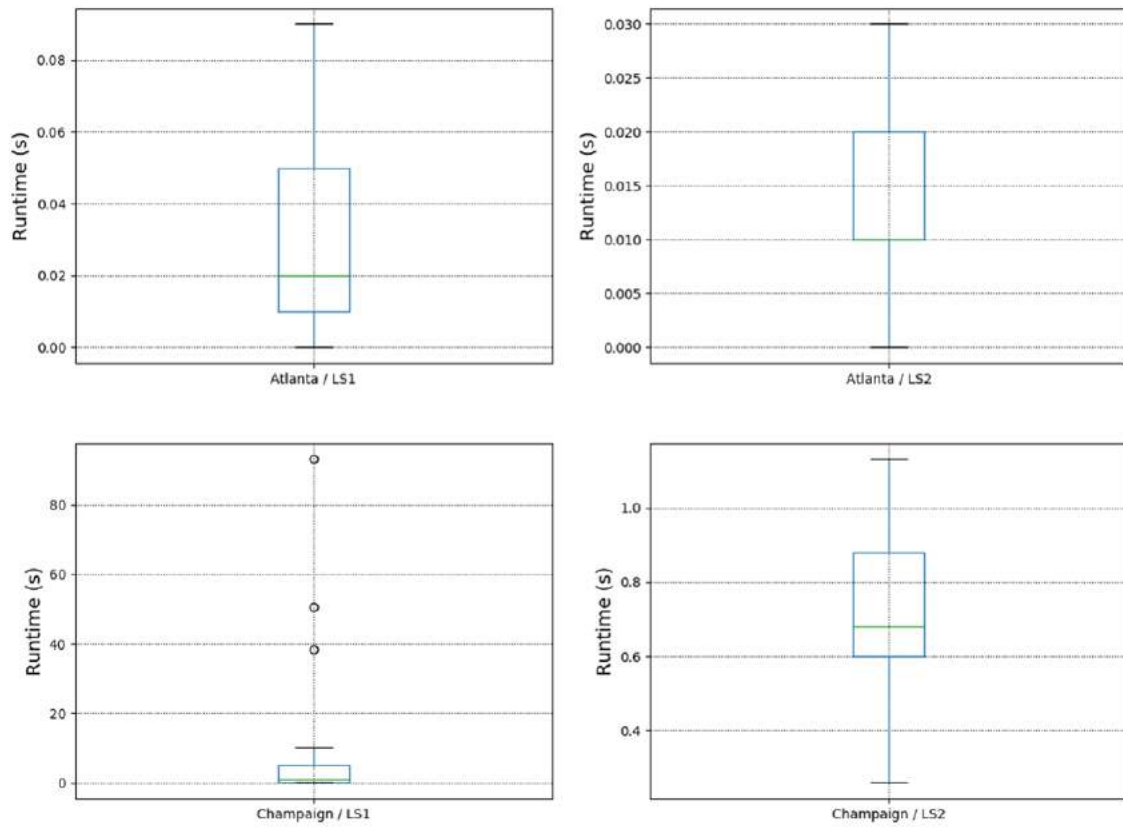 0.08
0.06
0.04
0.02
0.00
Runtime (s)
Atlanta / LS1
0.030
0.025
0.020
0.015
0.010
0.005
0.000
Runtime (s)
Atlanta / LS2
80
60
40
20
0
Runtime (s)
Champaign / LS1
1.0
0.8
0.6
0.4
Runtime (s)
Champaign / LS2